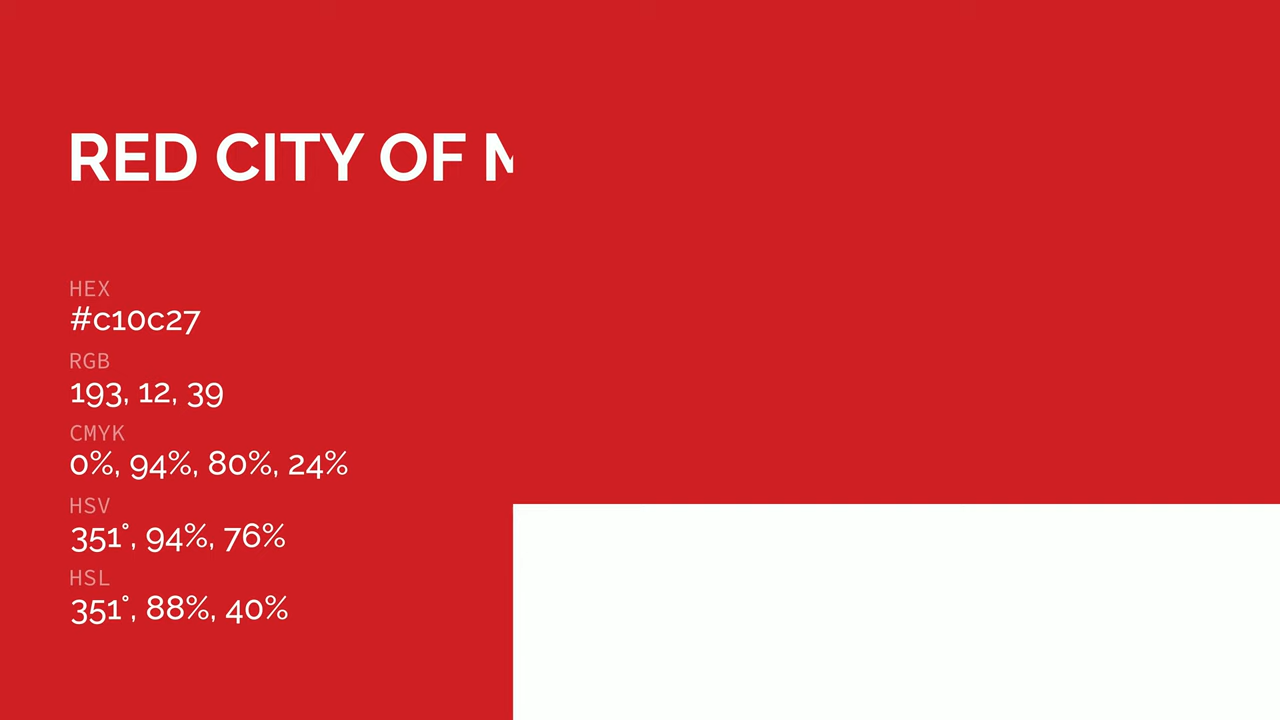 RED CITY OF
HEX
#c10c27
RGB
193, 12, 39
CMYK
0%, 94%, 80%, 24%
HSV
351°, 94%, 76%
HSL
351°, 88%, 40%